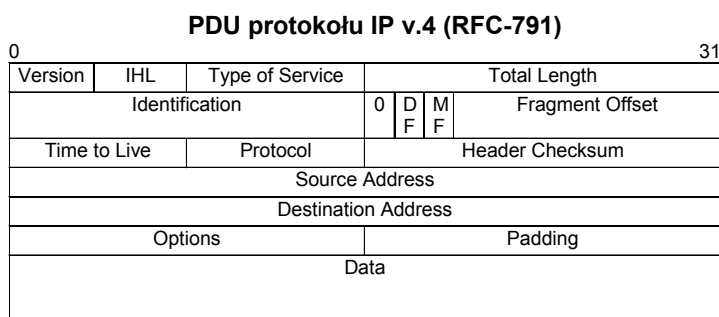 PDU protokołu IP v.4 (RFC-791)
0 31
Version IHL Type of Service Total Length
Identification 0 D M Fragment Offset
F F
Time to Live Protocol Header Checksum
Source Address
Destination Address
Options Padding
Data